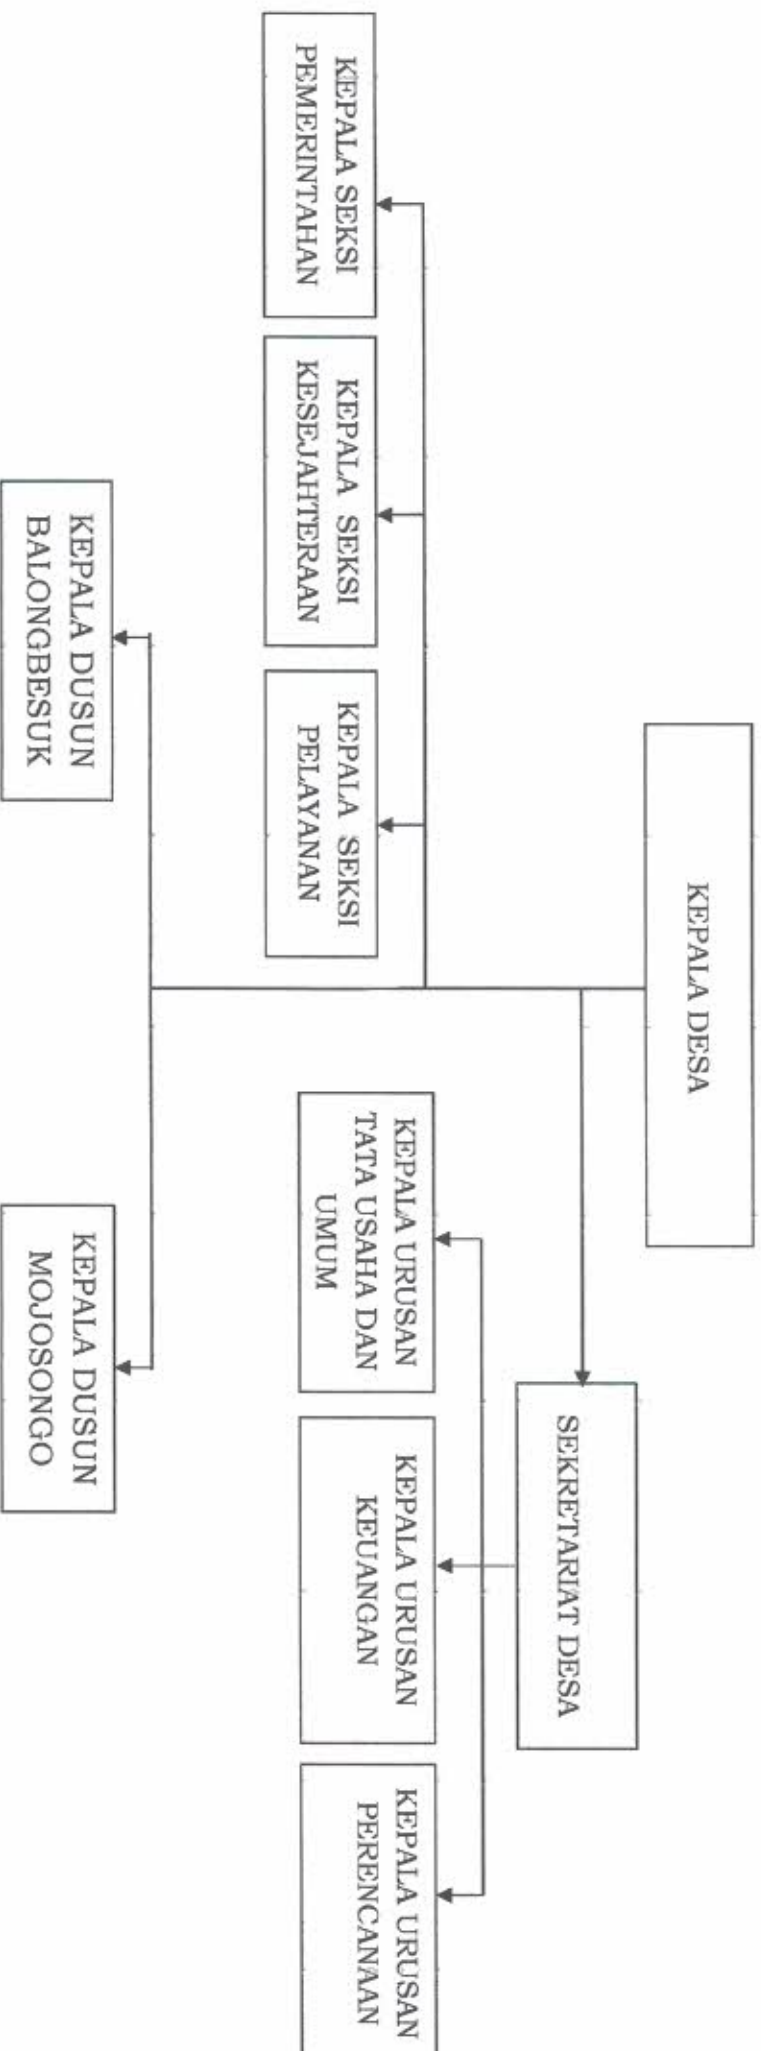 KEPALA DESA
SEKRETARIAT DESA
KEPALA SEKSI
PEMERINTAHAN
KEPALA SEKSI
KESEJAHTERAAN
KEPALA SEKSI
PELAYANAN
KEPALA URUSAN
TATA USAHA DAN
UMUM
KEPALA URUSAN
KEUANGAN
KEPALA URUSAN
PERENCANAAN
KEPALA DUSUN
BALONGBESUK
KEPALA DUSUN
MOJOSONGO